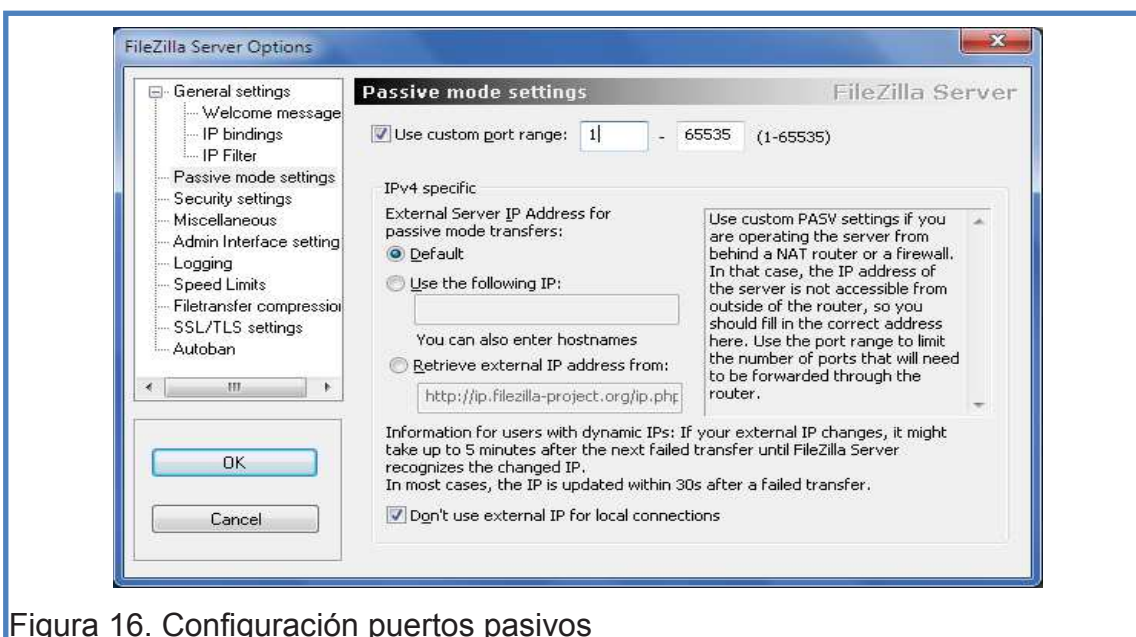 FileZilla Server Options
General settings
Welcome message
IP bindings
IP Filter
Passive mode settings
Security settings
Miscellaneous
Admin Interface setting
Logging
Speed Limits
Filetransfer compression
SSL/TLS settings
Autoban
OK
Cancel
Passive mode settings
FileZilla Server
Use custom port range: 1 - 65535 (1-65535)
IPv4 specific
External Server IP Address for
passive mode transfers:
Default
Use the following IP:
You can also enter hostnames
Retrieve external IP address from:
http://ip.filezilla-project.org/ip.php
Use custom PASV settings if you
are operating the server from
behind a NAT router or a firewall.
In that case, the IP address of
the server is not accessible from
outside of the router, so you
should fill in the correct address
here. Use the port range to limit
the number of ports that will need
to be forwarded through the
router.
Information for users with dynamic IPs: If your external IP changes, it might
take up to 5 minutes after the next failed transfer until FileZilla Server
recognizes the changed IP.
In most cases, the IP is updated within 30s after a failed transfer.
Don't use external IP for local connections
Figura 16. Configuración puertos pasivos